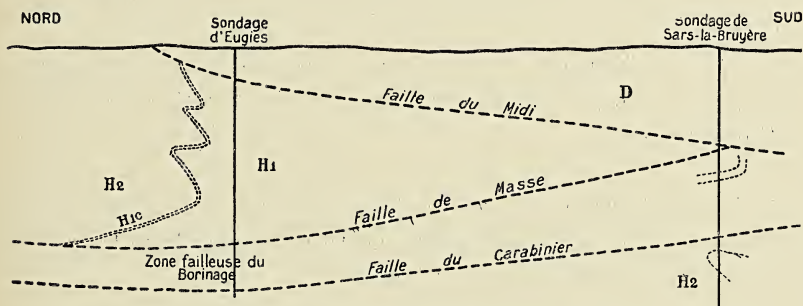 NORD
Sondage
d'Eugies
Sondage de
Sars-la-Bruyère
SUD
Faille du Midi
D
H1
H2
H1c
Faille de Masse
Zone failleuse du
Borinage
Faille du Carabinier
H2